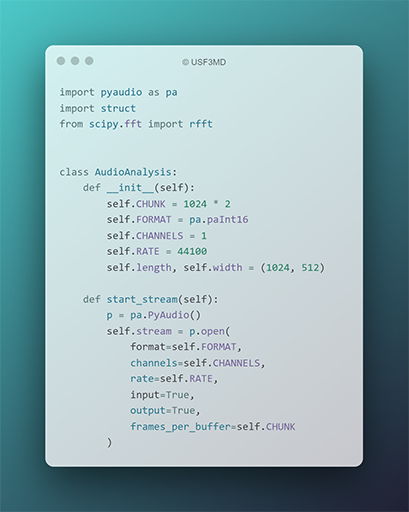 © USF3MD
import pyaudio as pa
import struct
from scipy.fft import rfft
class AudioAnalysis:
    def __init__(self):
        self.CHUNK = 1024 * 2
        self.FORMAT = pa.paInt16
        self.CHANNELS = 1
        self.RATE = 44100
        self.length, self.width = (1024, 512)
    def start_stream(self):
        p = pa.PyAudio()
        self.stream = p.open(
            format=self.FORMAT,
            channels=self.CHANNELS,
            rate=self.RATE,
            input=True,
            output=True,
            frames_per_buffer=self.CHUNK
        )